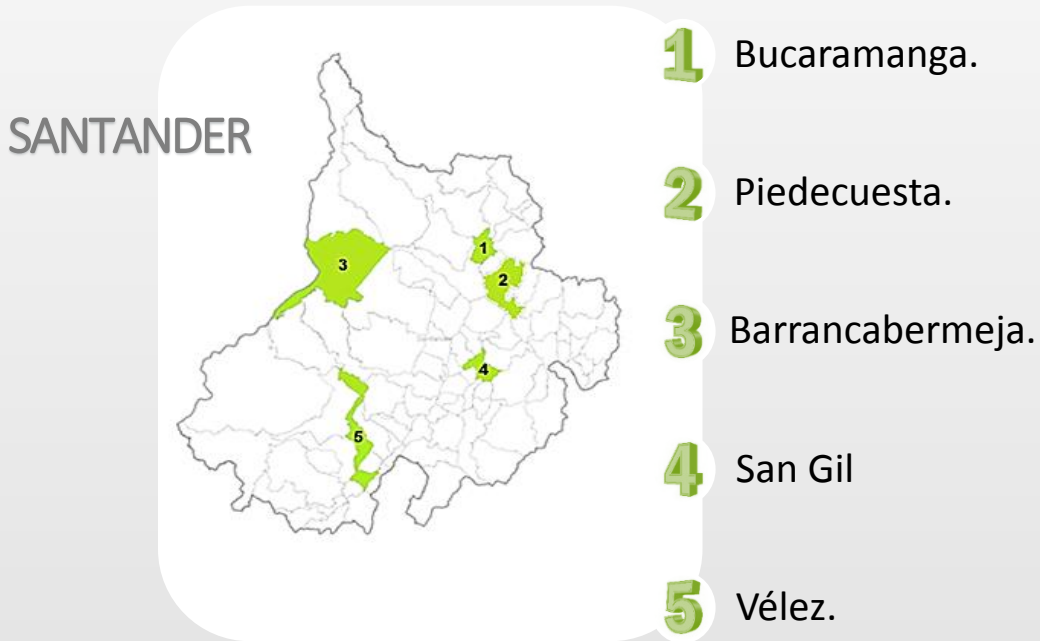 SANTANDER
1 Bucaramanga.
2 Piedecuesta.
3 Barrancabermeja.
4 San Gil
5 Vélez.
1
2
3
4
5